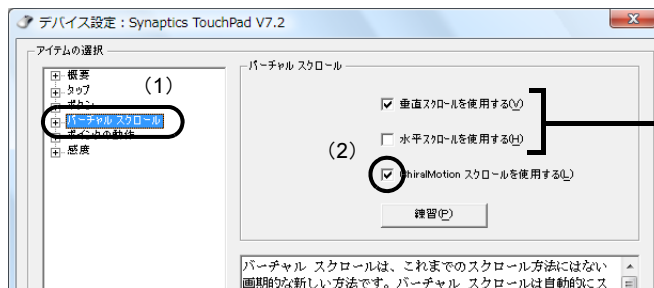 デバイス設定 : Synaptics TouchPad V7.2
アイテムの選択
概要
タップ
ボタン
バーチャル スクロール
ポインタの動作
感度
(1)
バーチャル スクロール
垂直スクロールを使用する(V)
水平スクロールを使用する(H)
(2)
ChiralMotion スクロールを使用する(L)
練習(P)
バーチャル スクロールは、これまでのスクロール方法にはない
画期的な新しい方法です。バーチャル スクロールは自動的にス